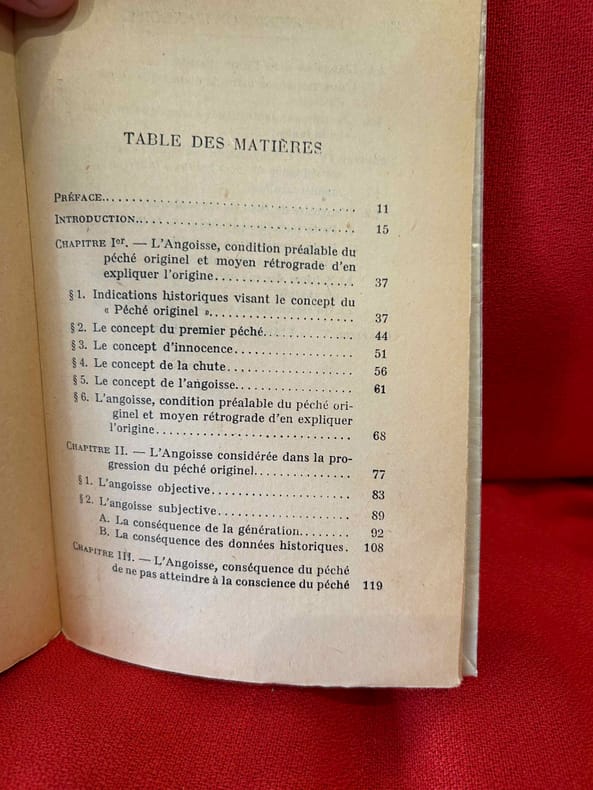 TABLE DES MATIÈRES
PRÉFACE.......................................... 11
INTRODUCTION..................................... 15
CHAPITRE Ier. — L'Angoisse, condition préalable du
péché originel et moyen rétrograde d'en
expliquer l'origine......................... 37
§ 1. Indications historiques visant le concept du
« Péché originel »......................... 37
§ 2. Le concept du premier péché.................. 44
§ 3. Le concept d'innocence....................... 51
§ 4. Le concept de la chute....................... 56
§ 5. Le concept de l'angoisse..................... 61
§ 6. L'angoisse, condition préalable du péché ori-
ginel et moyen rétrograde d'en expliquer
l'origine................................... 68
CHAPITRE II. — L'Angoisse considérée dans la pro-
gression du péché originel.................. 77
§ 1. L'angoisse objective......................... 83
§ 2. L'angoisse subjective........................ 89
A. La conséquence de la génération........ 92
B. La conséquence des données historiques. 108
CHAPITRE III. — L'Angoisse, conséquence du péché
de ne pas atteindre à la conscience du péché 119